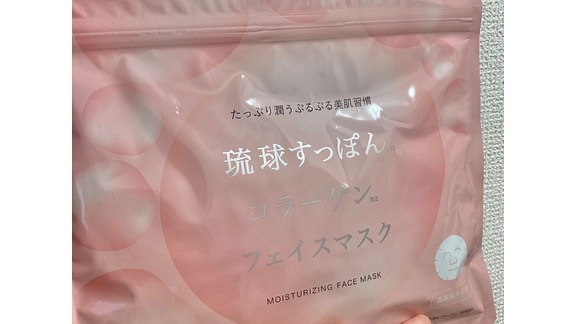 たっぷり潤うぷるぷる美肌習慣
琉球すっぽん
コラーゲン※2
フェイスマスク
MOISTURIZING FACE MASK